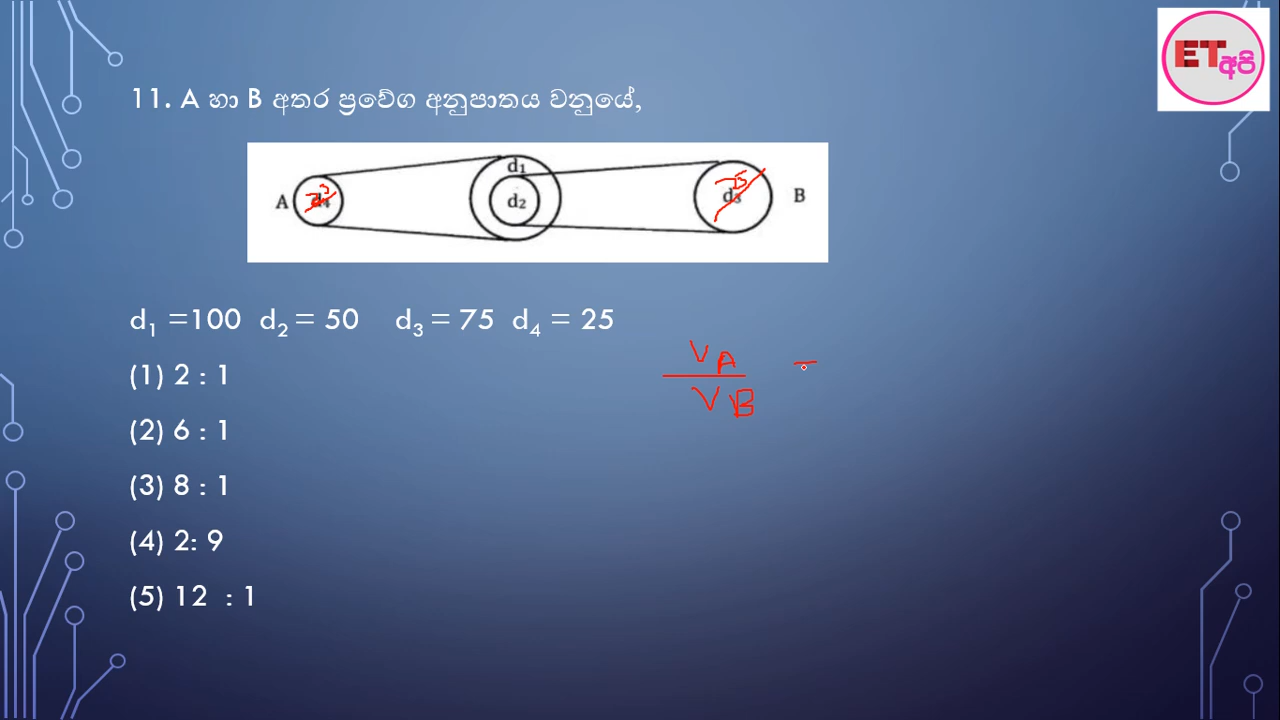 ET
අපි
11. A හා B අතර ප්‍රවේග අනුපාතය වනුයේ,
A d4 d1 d2 d3 B
d1 =100 d2 = 50 d3 = 75 d4 = 25
(1) 2 : 1
(2) 6 : 1
(3) 8 : 1
(4) 2: 9
(5) 12 : 1
VA
VB
=